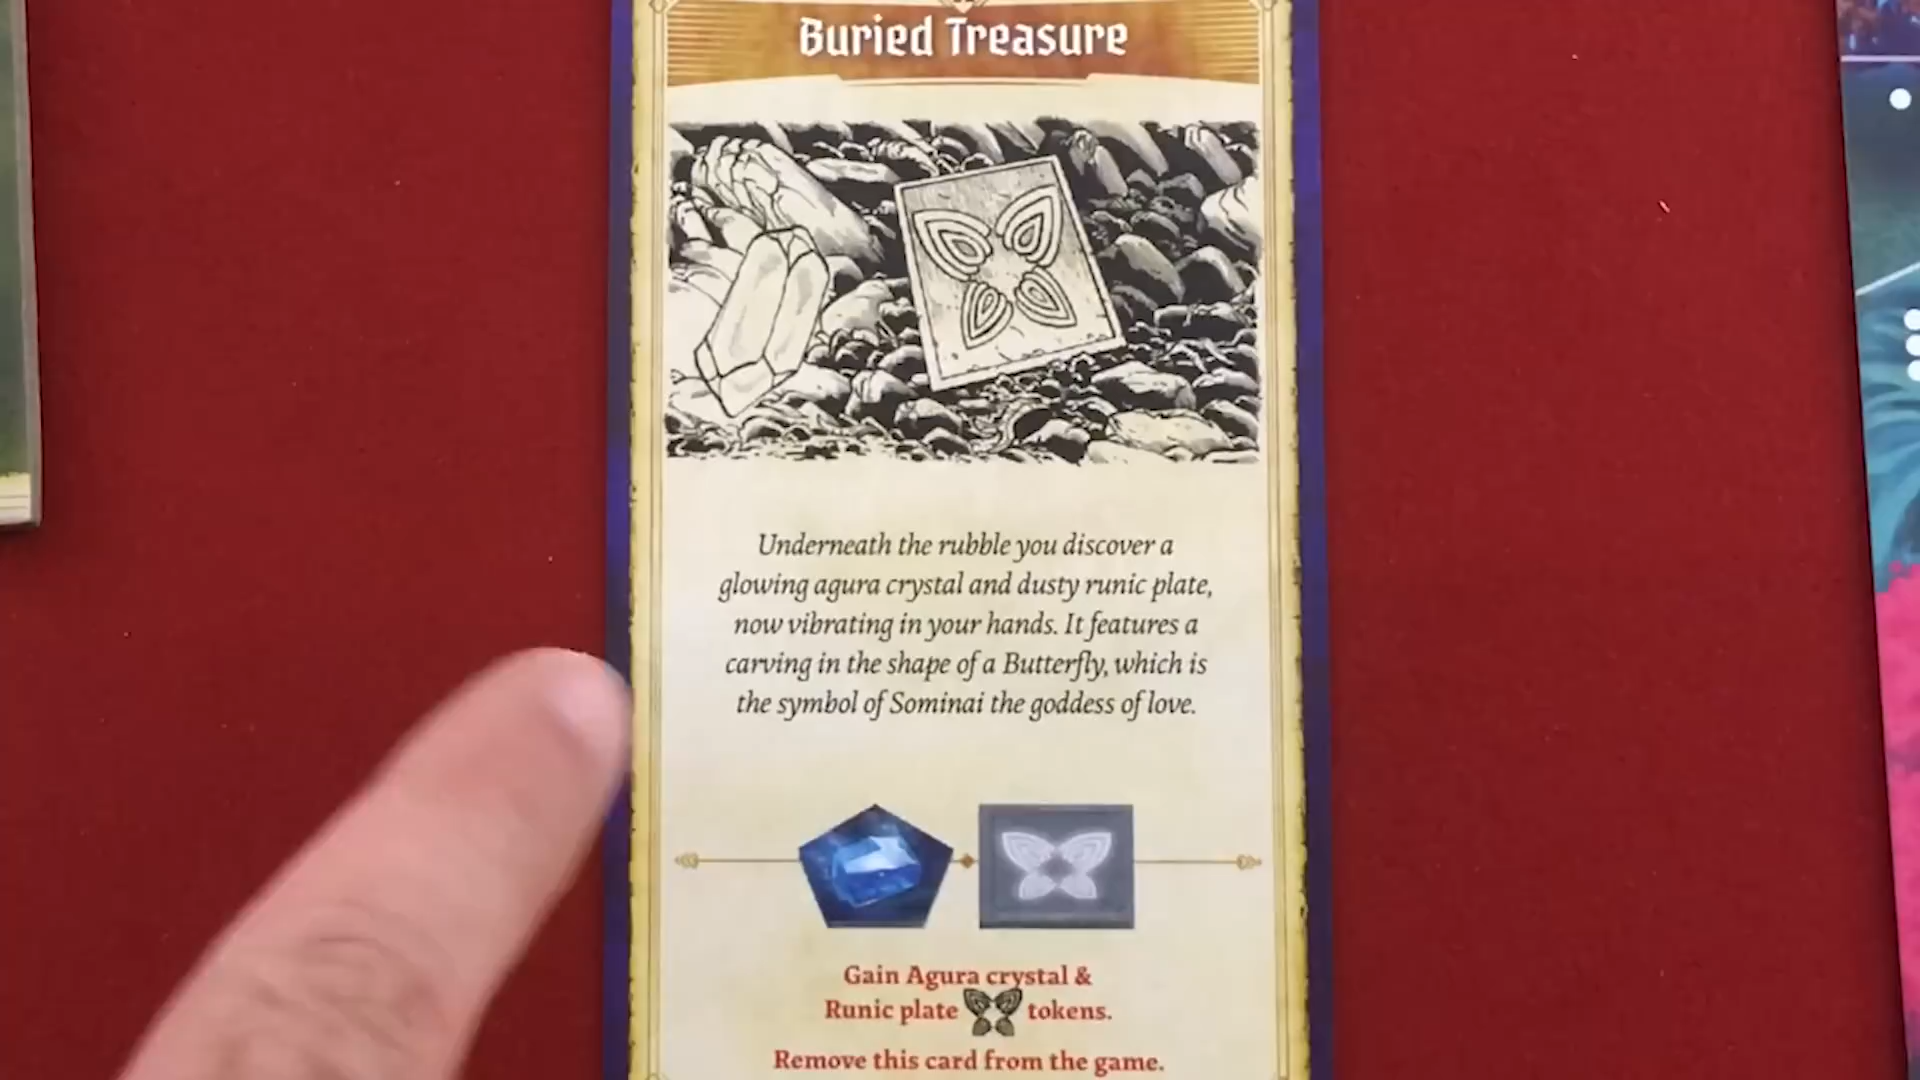 Buried Treasure
Underneath the rubble you discover a
glowing agura crystal and dusty runic plate,
now vibrating in your hands. It features a
carving in the shape of a Butterfly, which is
the symbol of Sominai the goddess of love.
Gain Agura crystal &
Runic plate tokens.
Remove this card from the game.